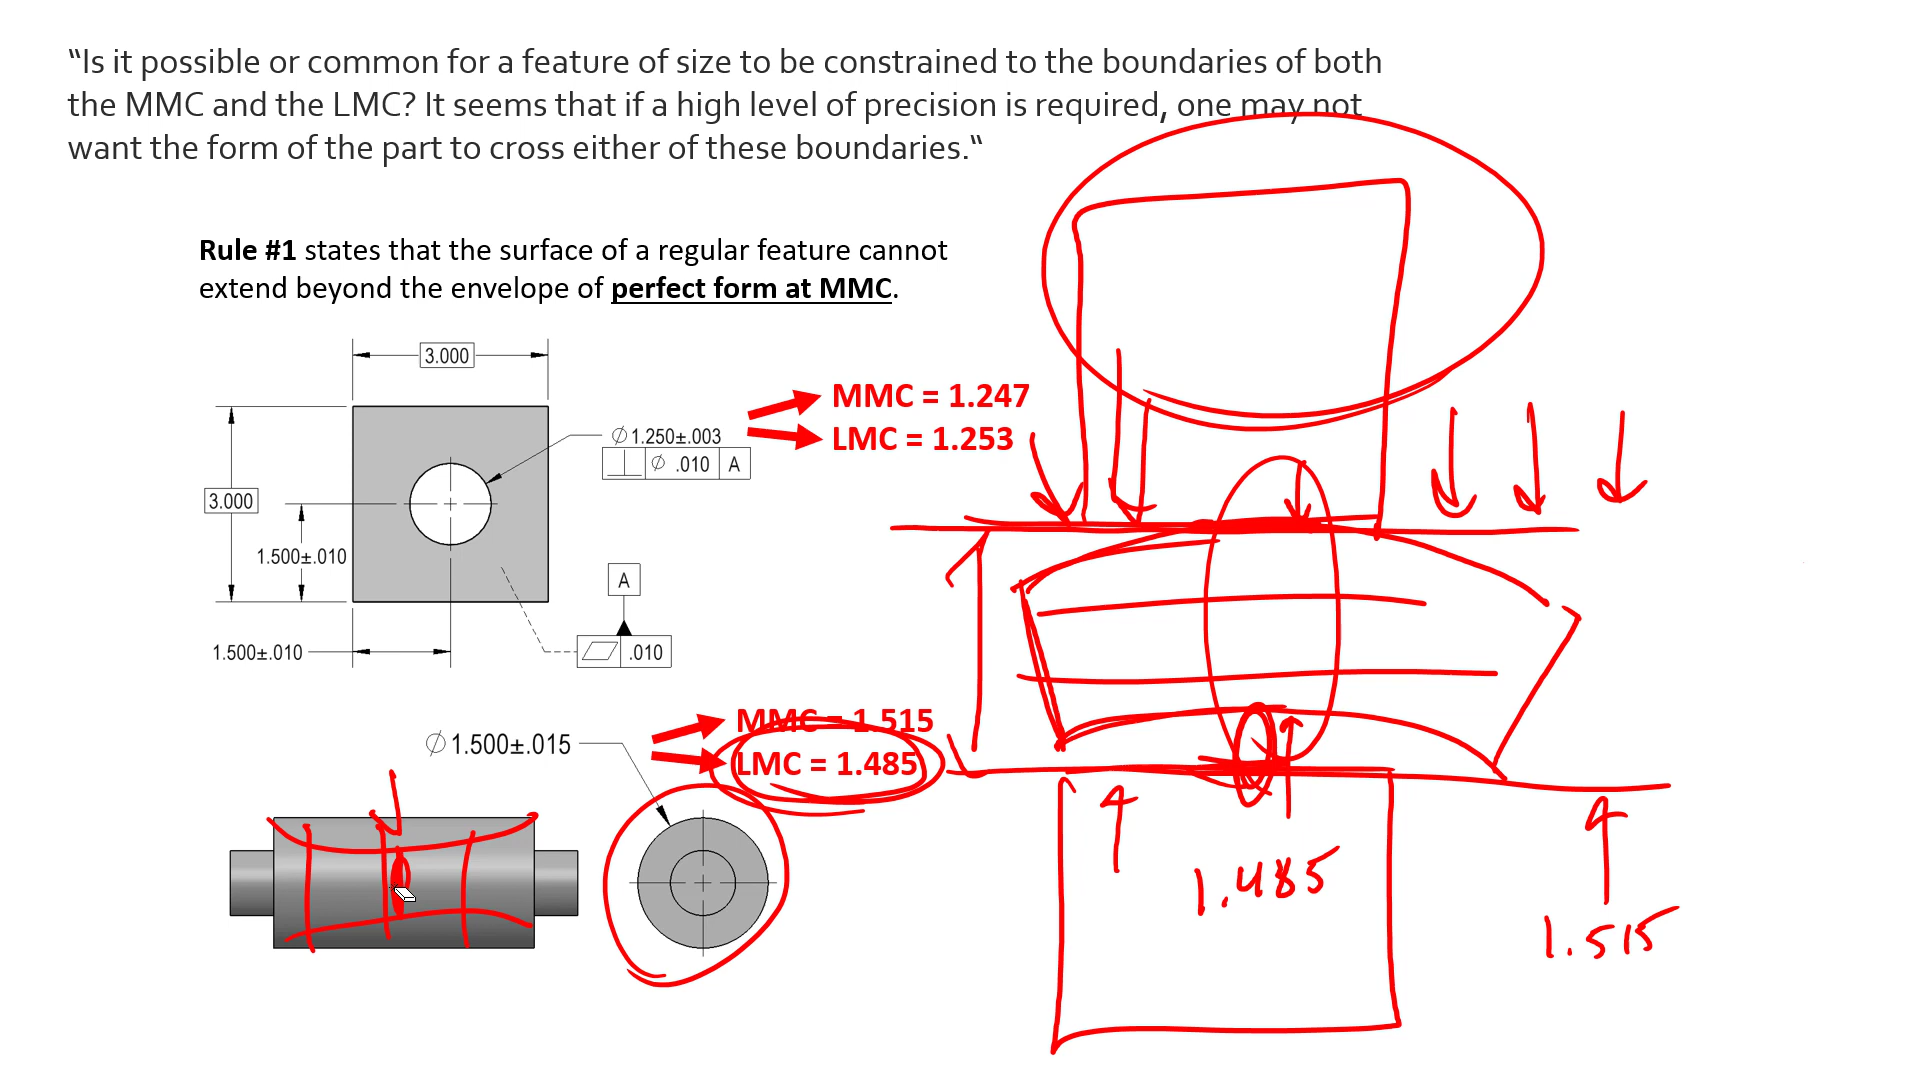 “Is it possible or common for a feature of size to be constrained to the boundaries of both
the MMC and the LMC? It seems that if a high level of precision is required, one may not
want the form of the part to cross either of these boundaries.“
Rule #1 states that the surface of a regular feature cannot
extend beyond the envelope of perfect form at MMC.
3.000
MMC = 1.247
LMC = 1.253
∅1.250±.003
⊥ ∅ .010 A
3.000
1.500±.010
A
⏥ .010
1.500±.010
MMC = 1.515
LMC = 1.485
∅1.500±.015
1.485
1.515